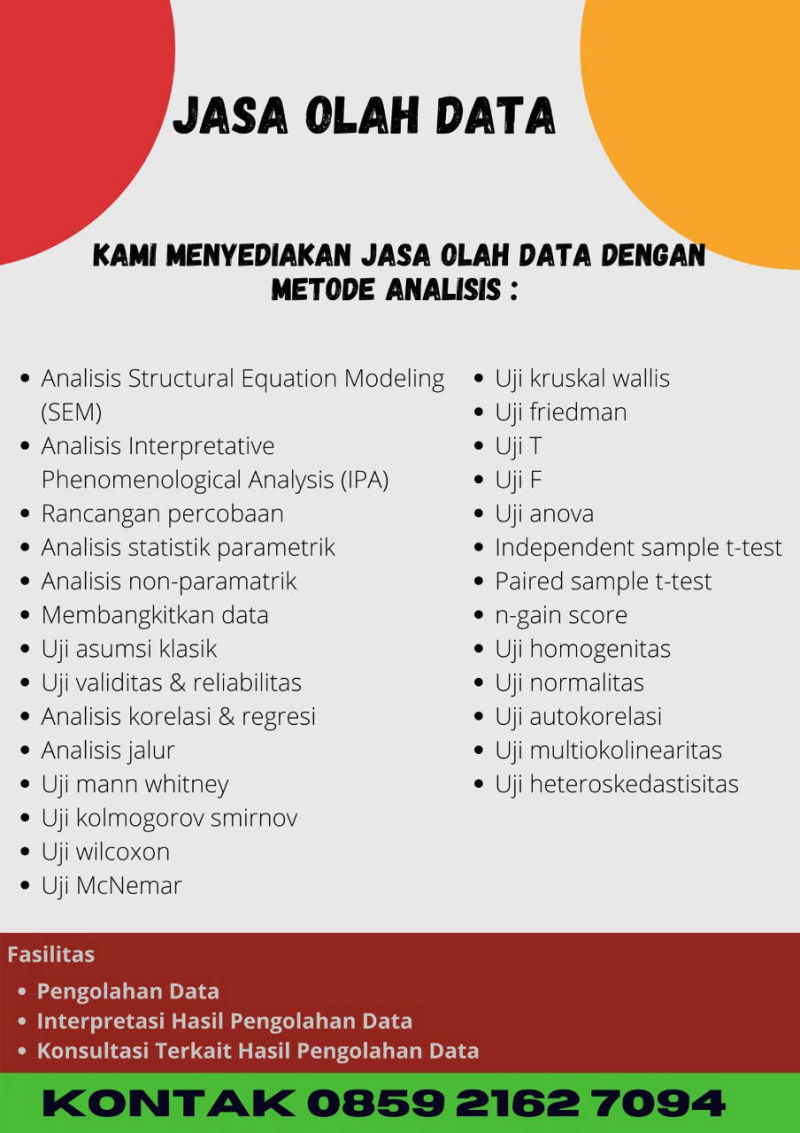 JASA OLAH DATA
KAMI MENYEDIAKAN JASA OLAH DATA DENGAN
METODE ANALISIS :
• Analisis Structural Equation Modeling
(SEM)
• Analisis Interpretative
Phenomenological Analysis (IPA)
• Rancangan percobaan
• Analisis statistik parametrik
• Analisis non-paramatrik
• Membangkitkan data
• Uji asumsi klasik
• Uji validitas & reliabilitas
• Analisis korelasi & regresi
• Analisis jalur
• Uji mann whitney
• Uji kolmogorov smirnov
• Uji wilcoxon
• Uji McNemar
• Uji kruskal wallis
• Uji friedman
• Uji T
• Uji F
• Uji anova
• Independent sample t-test
• Paired sample t-test
• n-gain score
• Uji homogenitas
• Uji normalitas
• Uji autokorelasi
• Uji multiokolinearitas
• Uji heteroskedastisitas
Fasilitas
• Pengolahan Data
• Interpretasi Hasil Pengolahan Data
• Konsultasi Terkait Hasil Pengolahan Data
KONTAK 0859 2162 7094